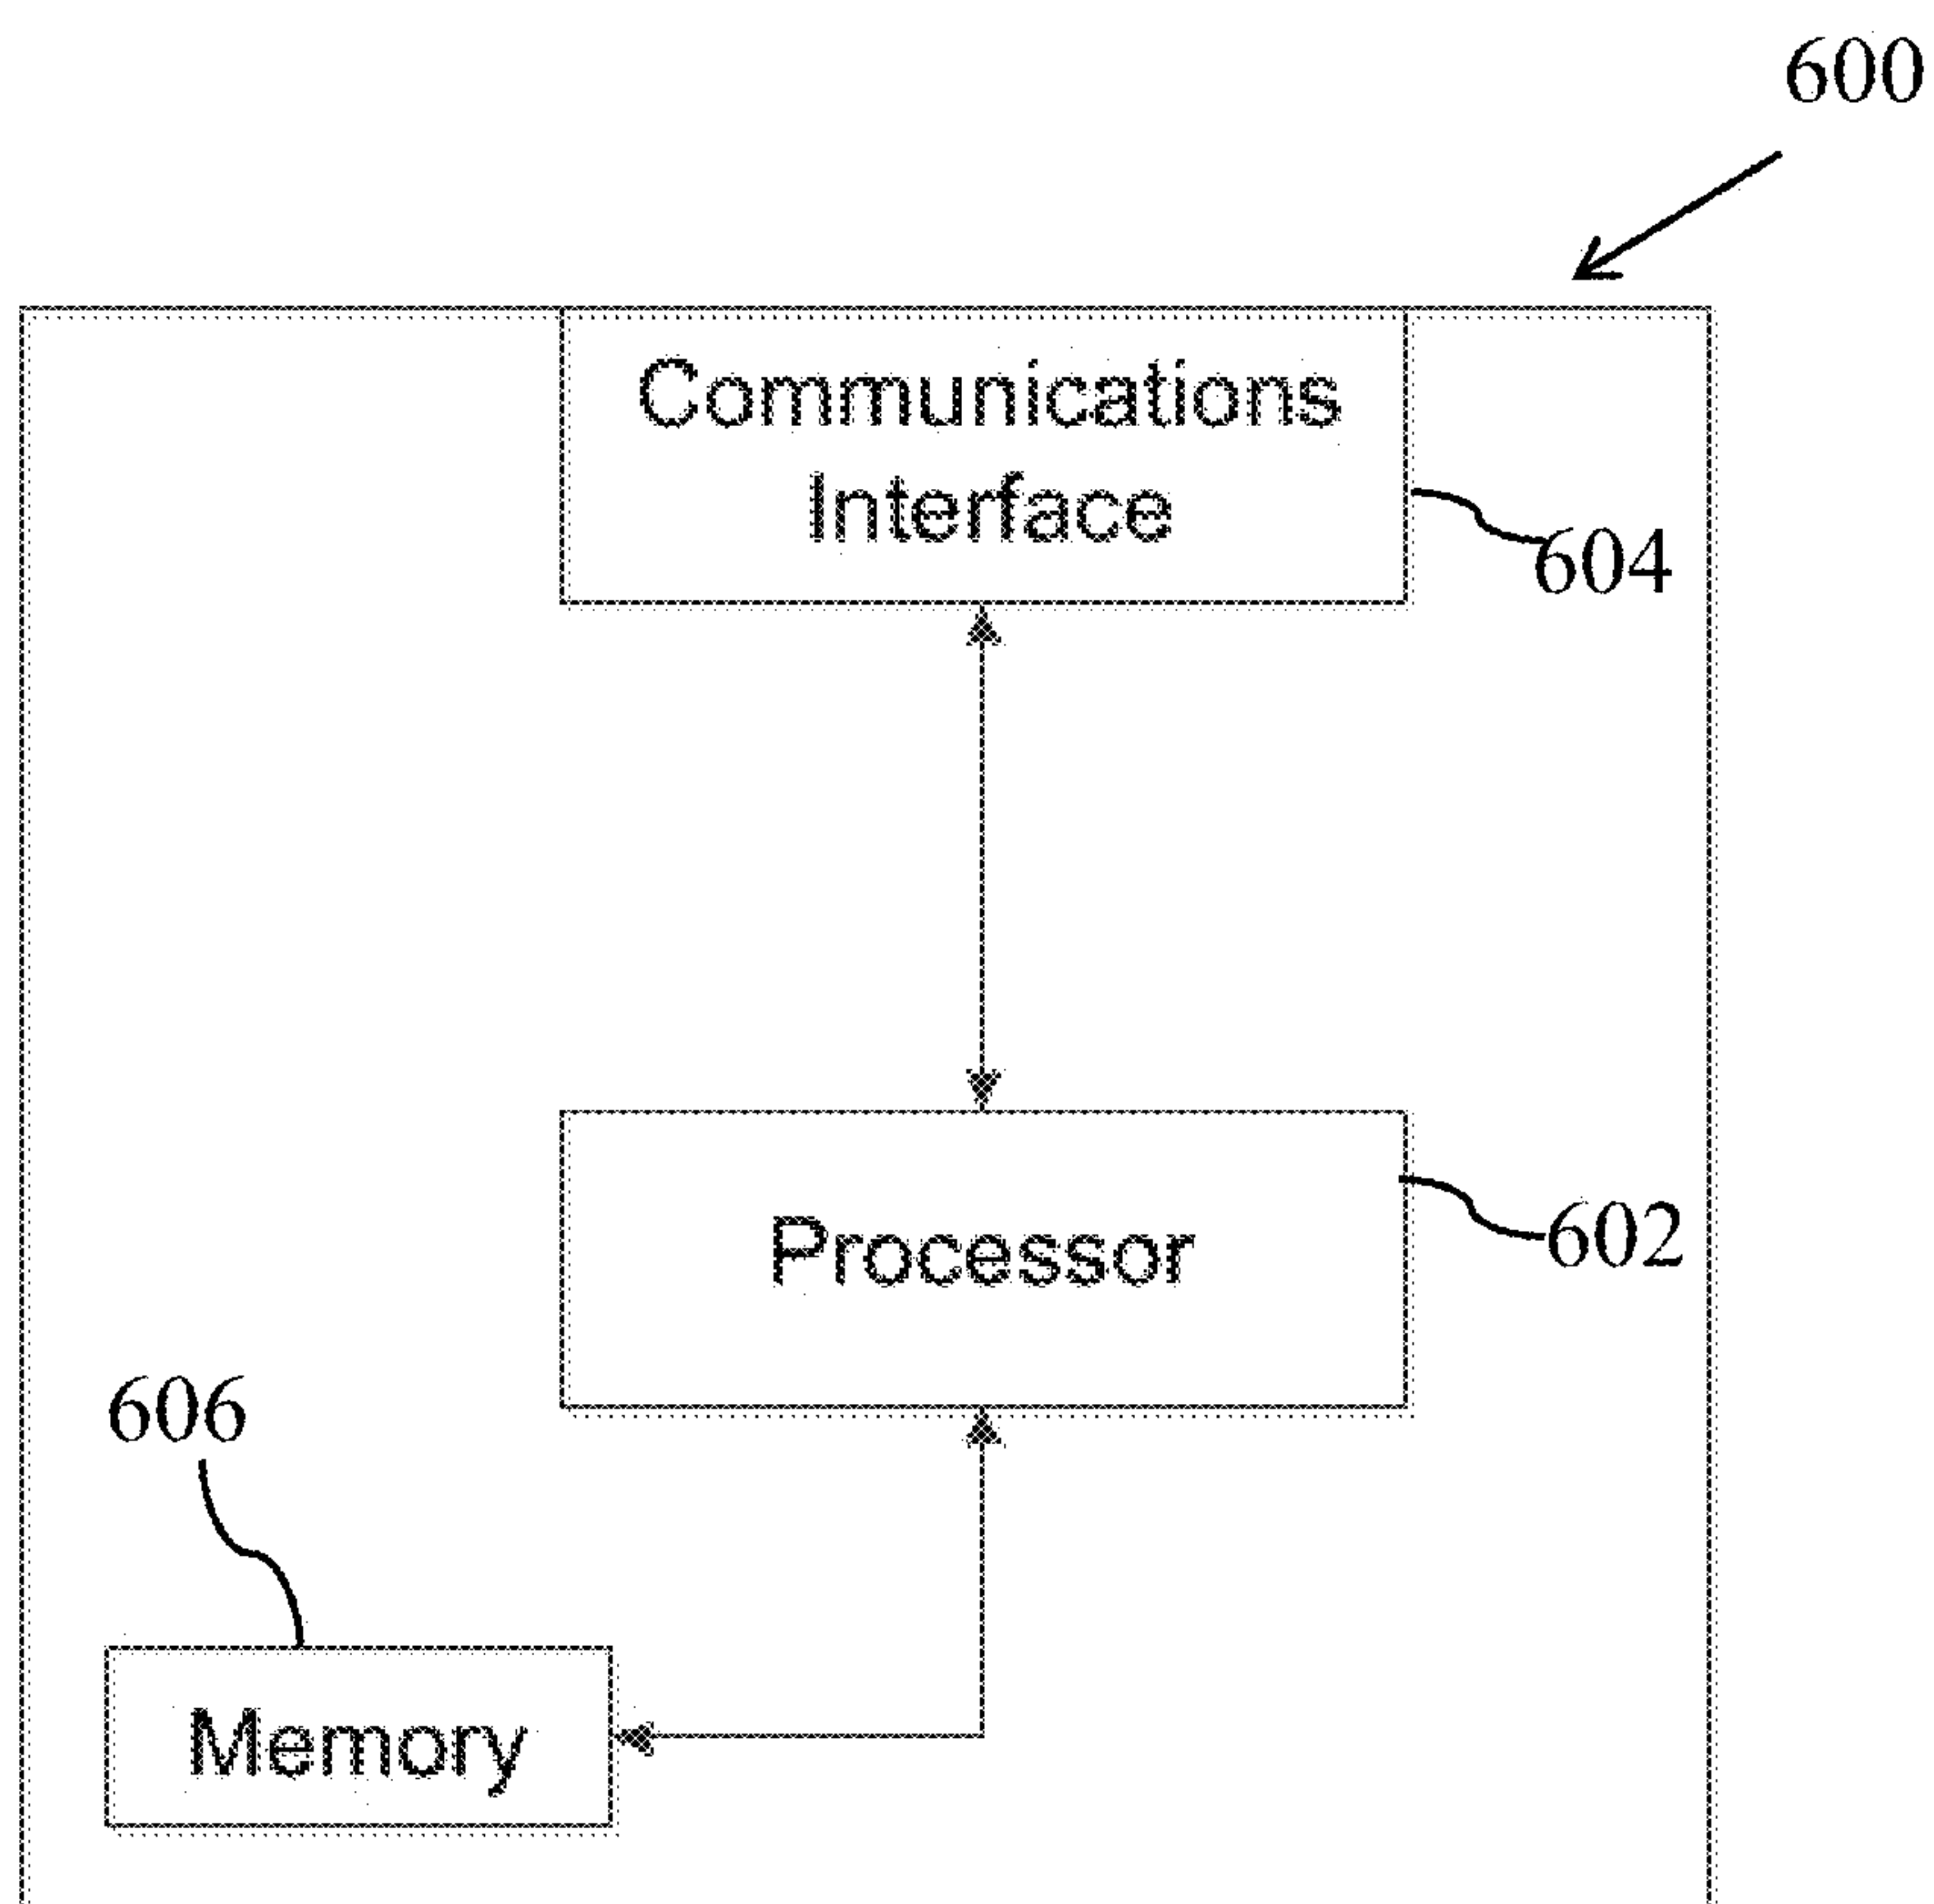 600
Communications
Interface
604
Processor
602
606
Memory